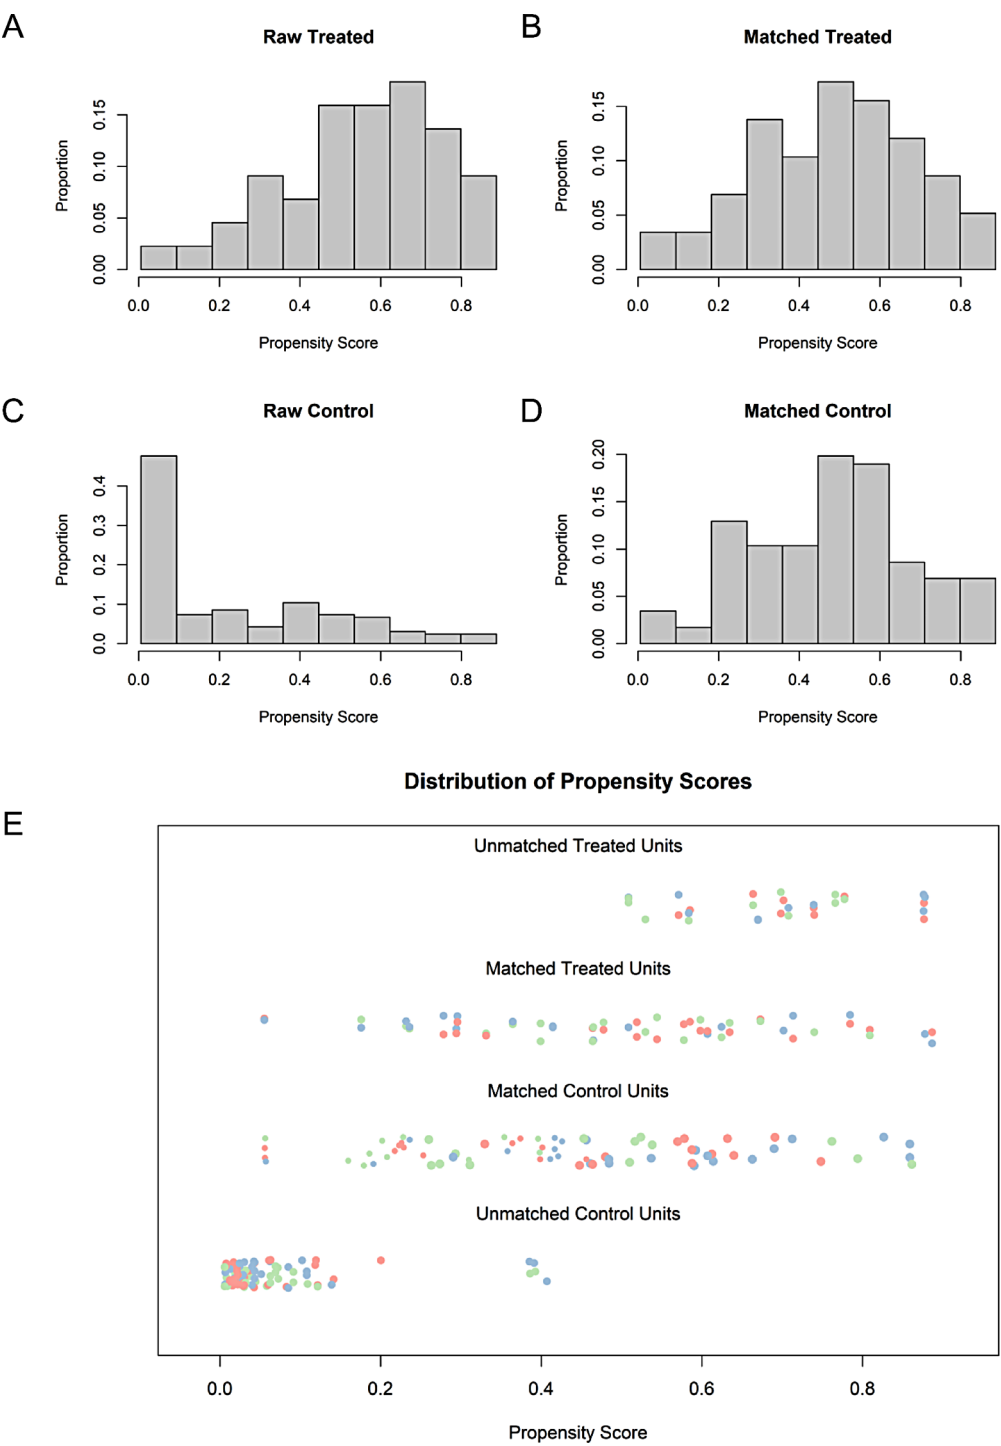 A
Raw Treated
Proportion
0.00 0.05 0.10 0.15
0.0 0.2 0.4 0.6 0.8
Propensity Score
B
Matched Treated
Proportion
0.00 0.05 0.10 0.15
0.0 0.2 0.4 0.6 0.8
Propensity Score
C
Raw Control
Proportion
0.0 0.1 0.2 0.3 0.4
0.0 0.2 0.4 0.6 0.8
Propensity Score
D
Matched Control
Proportion
0.00 0.05 0.10 0.15 0.20
0.0 0.2 0.4 0.6 0.8
Propensity Score
E
Distribution of Propensity Scores
Unmatched Treated Units
Matched Treated Units
Matched Control Units
Unmatched Control Units
0.0 0.2 0.4 0.6 0.8
Propensity Score